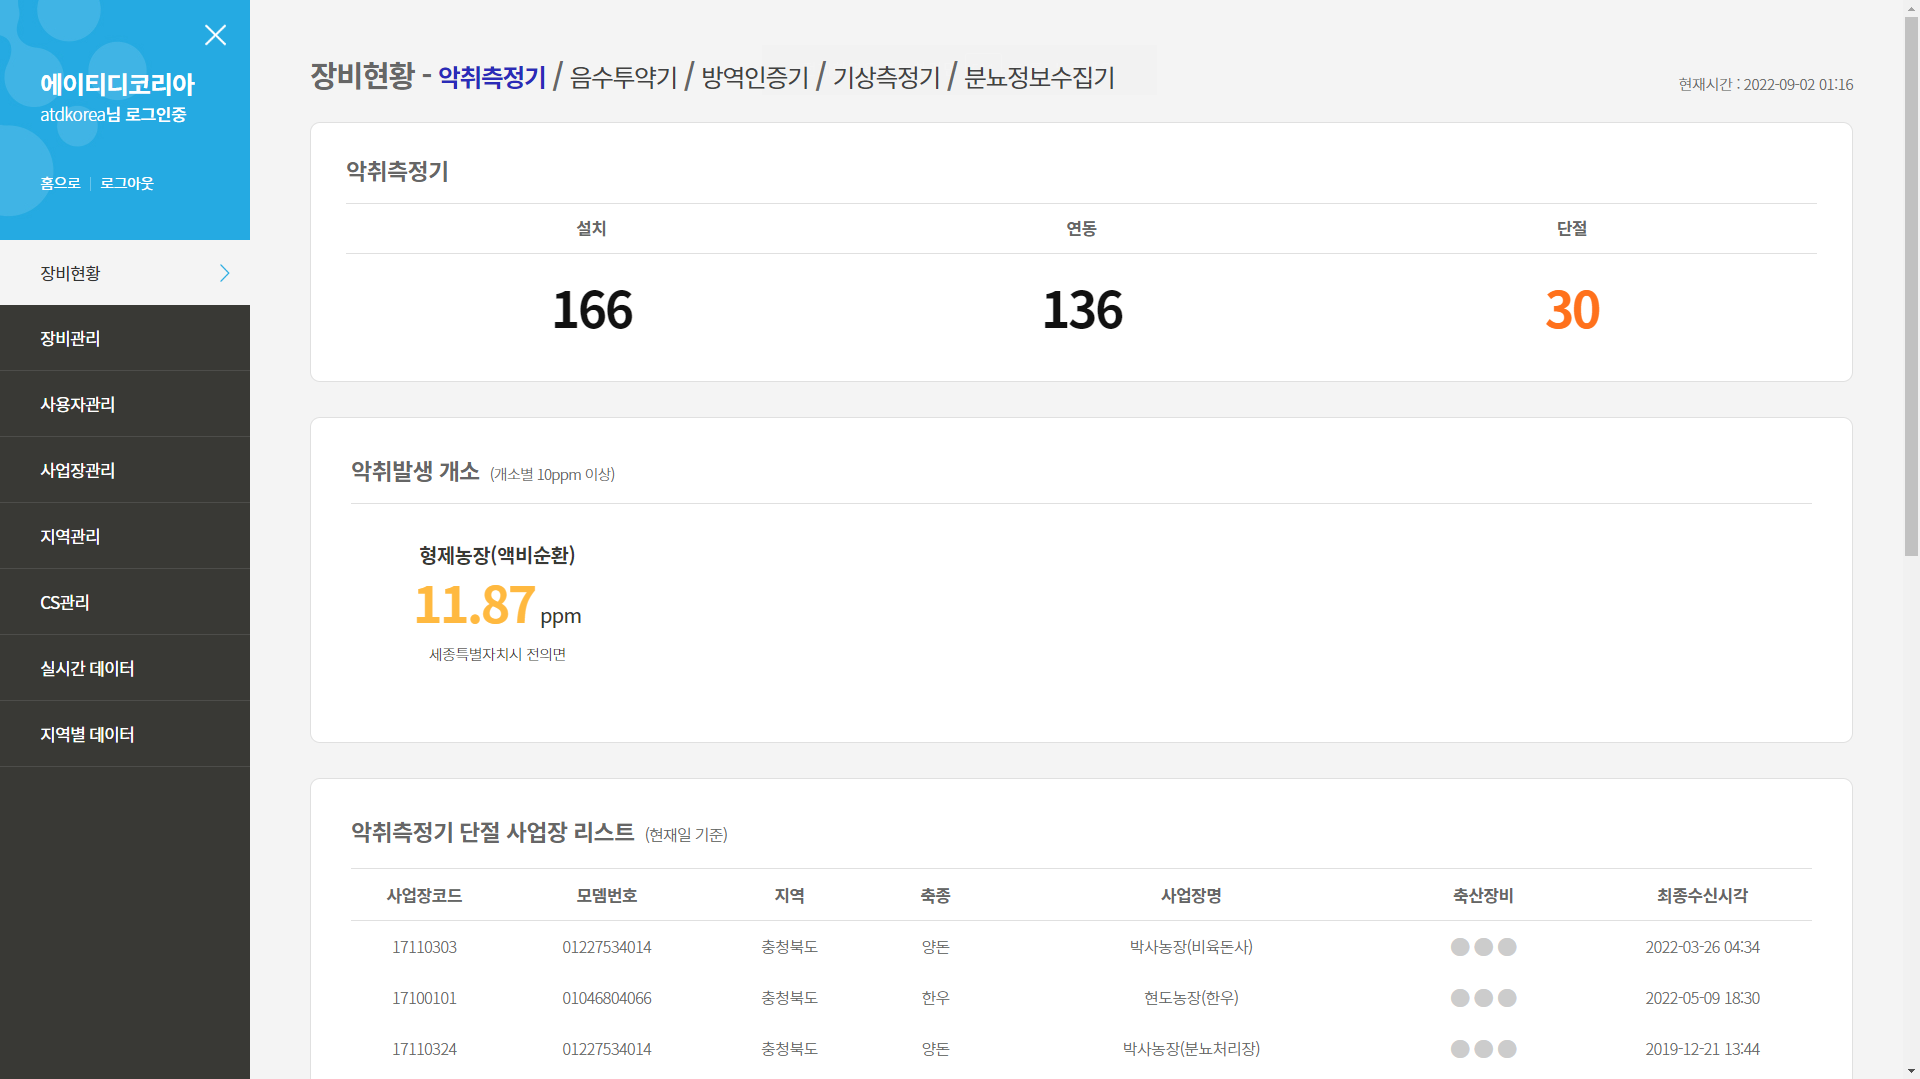 에이티디코리아
atdkorea님 로그인중
홈으로 | 로그아웃
장비현황
장비관리
사용자관리
사업장관리
지역관리
CS관리
실시간 데이터
지역별 데이터
장비현황 - 악취측정기 / 음수투약기 / 방역인증기 / 기상측정기 / 분뇨정보수집기
현재시간 : 2022-09-02 01:16
악취측정기
설치 연동 단절
166 136 30
악취발생 개소 (개소별 10ppm 이상)
형제농장(액비순환)
11.87 ppm
세종특별자치시 전의면
악취측정기 단절 사업장 리스트 (현재일 기준)
사업장코드 모뎀번호 지역 축종 사업장명 축산장비 최종수신시각
17110303 01227534014 충청북도 양돈 박사농장(비육돈사) 2022-03-26 04:34
17100101 01046804066 충청북도 한우 현도농장(한우) 2022-05-09 18:30
17110324 01227534014 충청북도 양돈 박사농장(분뇨처리장) 2019-12-21 13:44